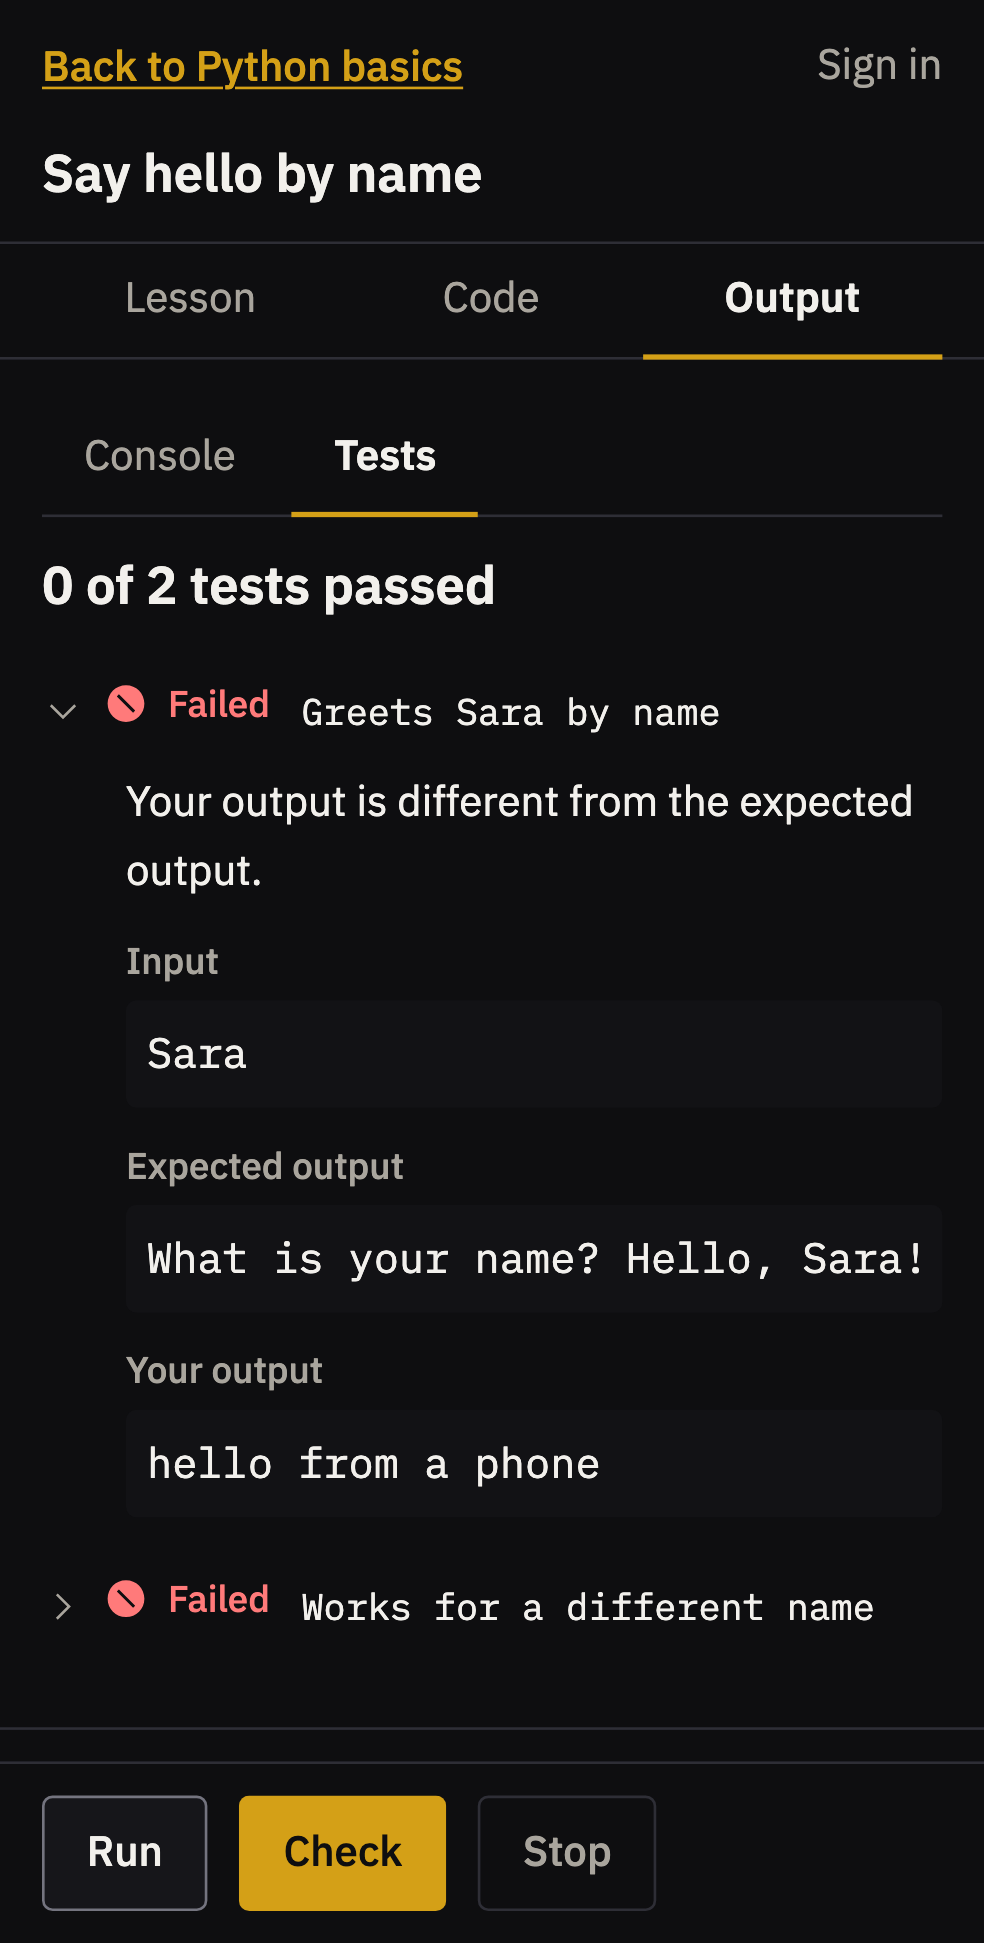 Back to Python basics
Sign in
Say hello by name
Lesson
Code
Output
Console
Tests
0 of 2 tests passed
Failed Greets Sara by name
Your output is different from the expected
output.
Input
Sara
Expected output
What is your name? Hello, Sara!
Your output
hello from a phone
Failed Works for a different name
Run
Check
Stop